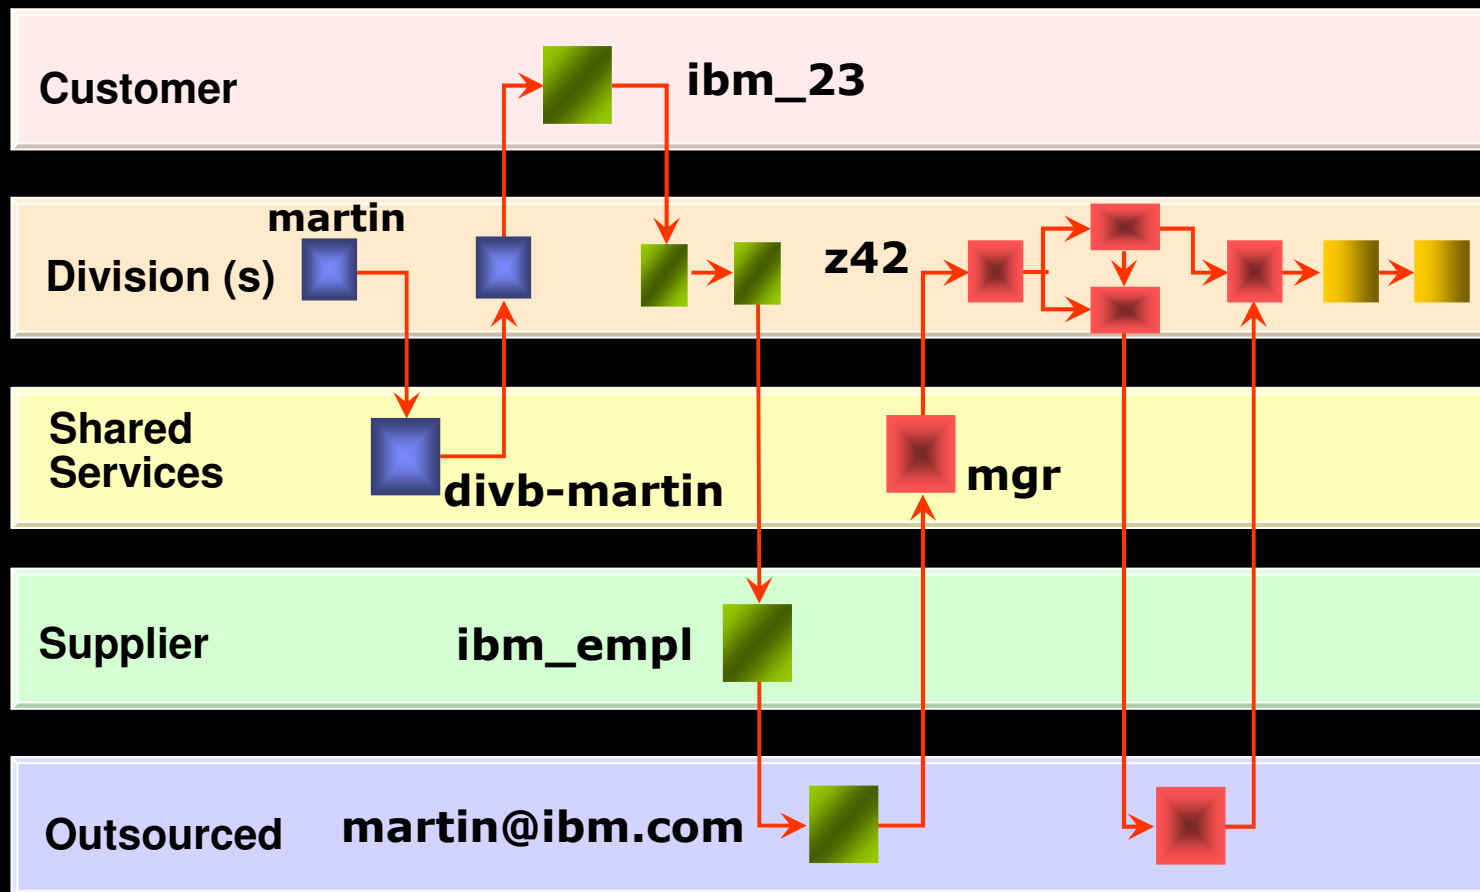 Customer
ibm_23
martin
Division (s)
z42
Shared
Services
divb-martin
mgr
Supplier
ibm_empl
Outsourced
martin@ibm.com